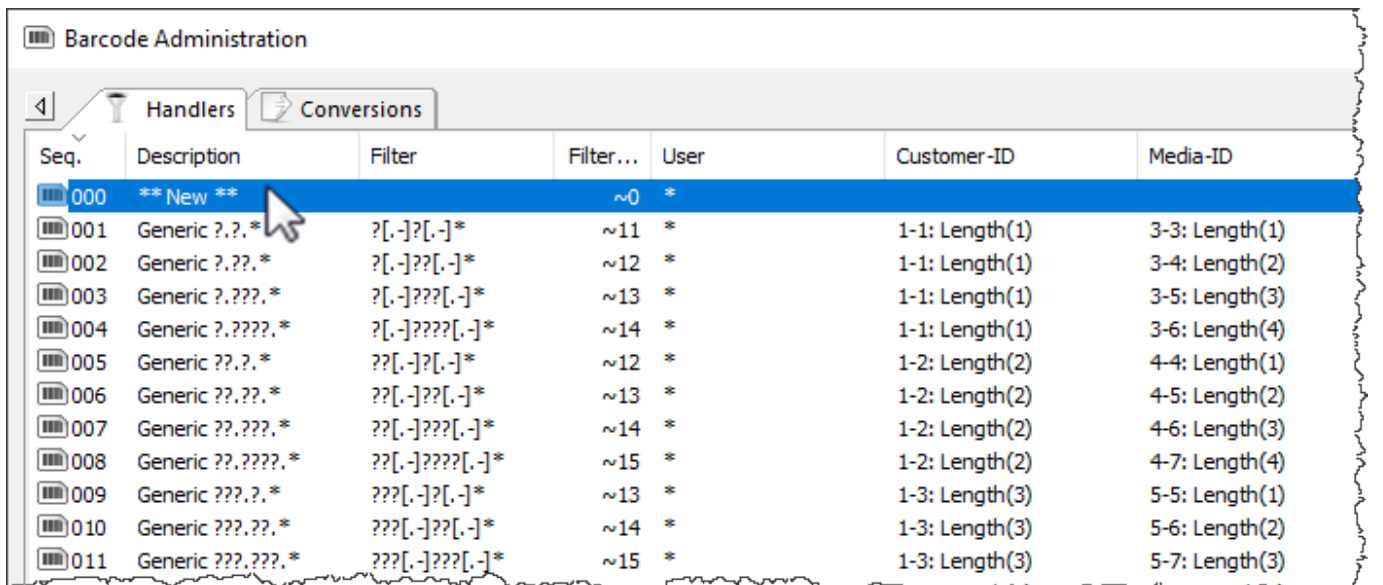 Barcode Administration
Handlers Conversions
Seq. Description Filter Filter... User Customer-ID Media-ID
000 ** New ** ~0 *
001 Generic ?.?.* ?[.-]?[.-]* ~11 * 1-1: Length(1) 3-3: Length(1)
002 Generic ?.??.* ?[.-]??[.-]* ~12 * 1-1: Length(1) 3-4: Length(2)
003 Generic ?.???.* ?[.-]???[.-]* ~13 * 1-1: Length(1) 3-5: Length(3)
004 Generic ?.????.* ?[.-]????[.-]* ~14 * 1-1: Length(1) 3-6: Length(4)
005 Generic ??.?.* ??[.-]?[.-]* ~12 * 1-2: Length(2) 4-4: Length(1)
006 Generic ??.??.* ??[.-]??[.-]* ~13 * 1-2: Length(2) 4-5: Length(2)
007 Generic ??.???.* ??[.-]???[.-]* ~14 * 1-2: Length(2) 4-6: Length(3)
008 Generic ??.????.* ??[.-]????[.-]* ~15 * 1-2: Length(2) 4-7: Length(4)
009 Generic ???.?.* ???[.-]?[.-]* ~13 * 1-3: Length(3) 5-5: Length(1)
010 Generic ???.??.* ???[.-]??[.-]* ~14 * 1-3: Length(3) 5-6: Length(2)
011 Generic ???.???.* ???[.-]???[.-]* ~15 * 1-3: Length(3) 5-7: Length(3)